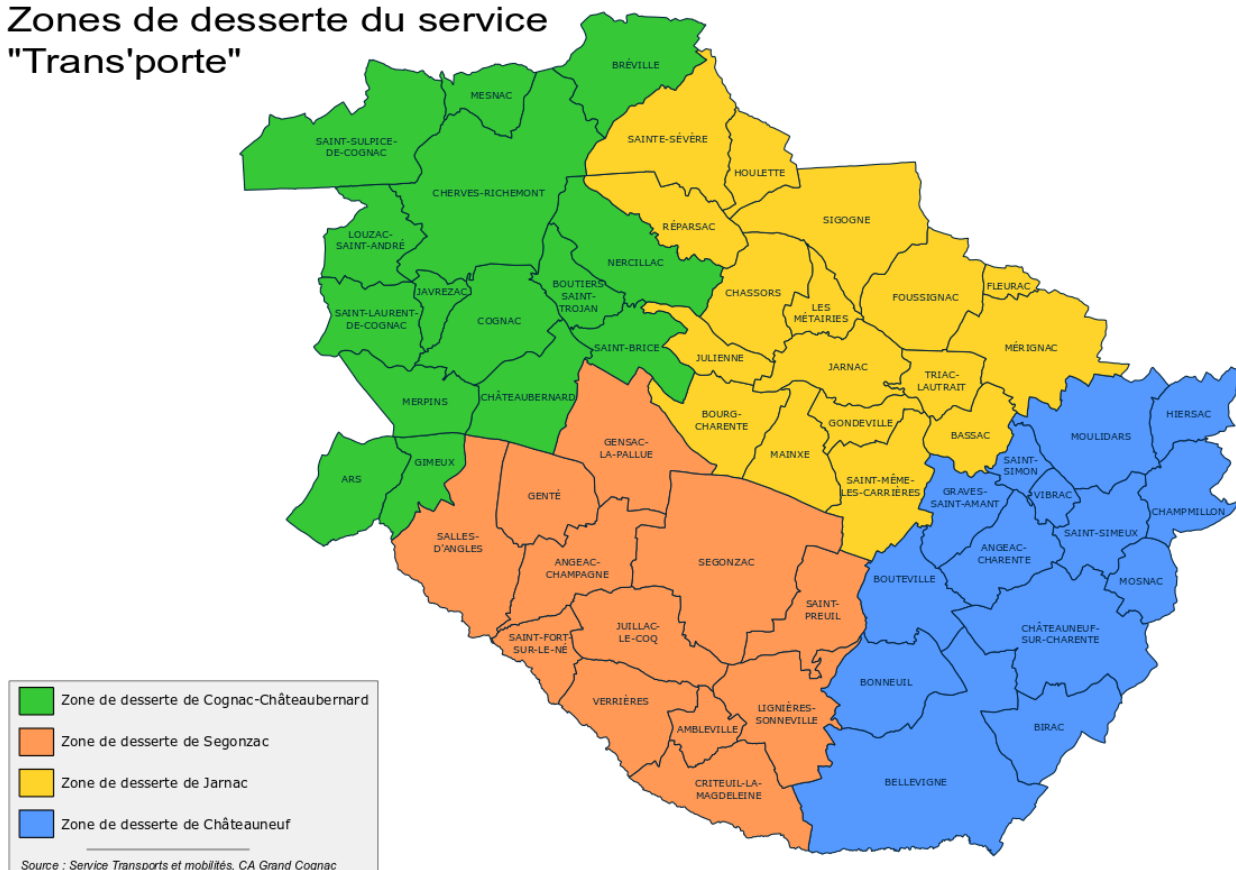 Zones de desserte du service
"Trans'porte"
BRÉVILLE
MESNAC
SAINT-SULPICE-
DE-COGNAC
SAINTE-SÉVÈRE
HOULETTE
CHERVES-RICHEMONT
SIGOGNE
RÉPARSAC
LOUZAC-
SAINT-ANDRÉ
NERCILLAC
BOUTIERS-
SAINT-
TROJAN
JAVREZAC
CHASSORS
LES
MÉTAIRIES
FOUSSIGNAC
FLEURAC
SAINT-LAURENT-
DE-COGNAC
COGNAC
SAINT-BRICE
JULIENNE
JARNAC
MÉRIGNAC
TRIAC-
LAUTRAIT
MERPINS
CHÂTEAUBERNARD
BOURG-
CHARENTE
GONDEVILLE
BASSAC
MOULIDARS
HIERSAC
GENSAC-
LA-PALLUE
MAINXE
SAINT-
SIMON
ARS
GIMEUX
GENTÉ
SAINT-MÊME-
LES-CARRIÈRES
GRAVES-
SAINT-AMANT
VIBRAC
CHAMPMILLON
SALLES-
D'ANGLES
SAINT-SIMEUX
ANGEAC-
CHARENTE
ANGEAC-
CHAMPAGNE
SEGONZAC
BOUTEVILLE
MOSNAC
SAINT-
PREUIL
SAINT-FORT-
SUR-LE-NÉ
JUILLAC-
LE-COQ
CHÂTEAUNEUF-
SUR-CHARENTE
BONNEUIL
VERRIÈRES
LIGNIÈRES-
SONNEVILLE
AMBLEVILLE
BIRAC
CRITEUIL-LA-
MAGDELEINE
BELLEVIGNE
Zone de desserte de Cognac-Châteaubernard
Zone de desserte de Segonzac
Zone de desserte de Jarnac
Zone de desserte de Châteauneuf
Source : Service Transports et mobilités, CA Grand Cognac